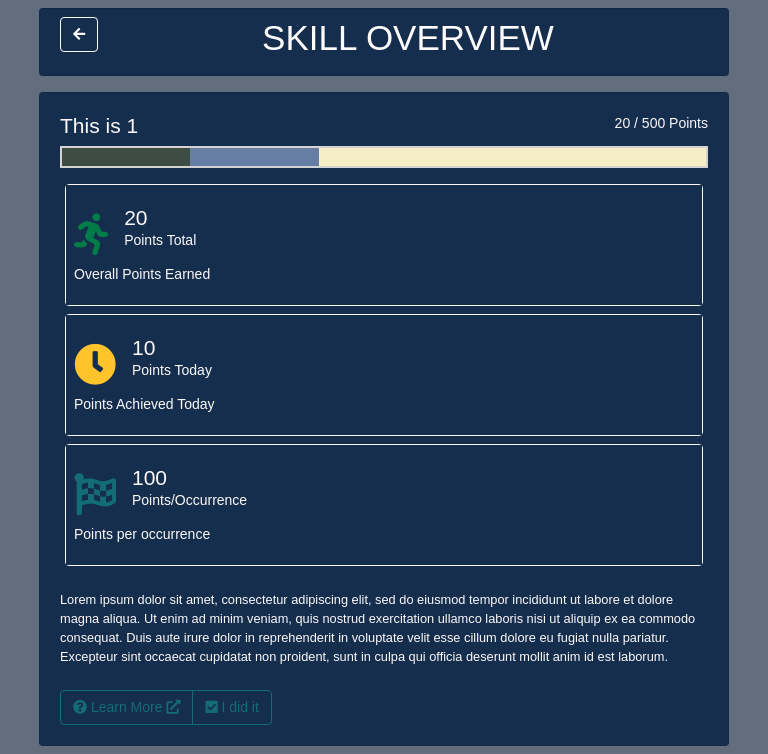 SKILL OVERVIEW
This is 1
20 / 500 Points
20
Points Total
Overall Points Earned
10
Points Today
Points Achieved Today
100
Points/Occurrence
Points per occurrence
Lorem ipsum dolor sit amet, consectetur adipiscing elit, sed do eiusmod tempor incididunt ut labore et dolore
magna aliqua. Ut enim ad minim veniam, quis nostrud exercitation ullamco laboris nisi ut aliquip ex ea commodo
consequat. Duis aute irure dolor in reprehenderit in voluptate velit esse cillum dolore eu fugiat nulla pariatur.
Excepteur sint occaecat cupidatat non proident, sunt in culpa qui officia deserunt mollit anim id est laborum.
Learn More
I did it